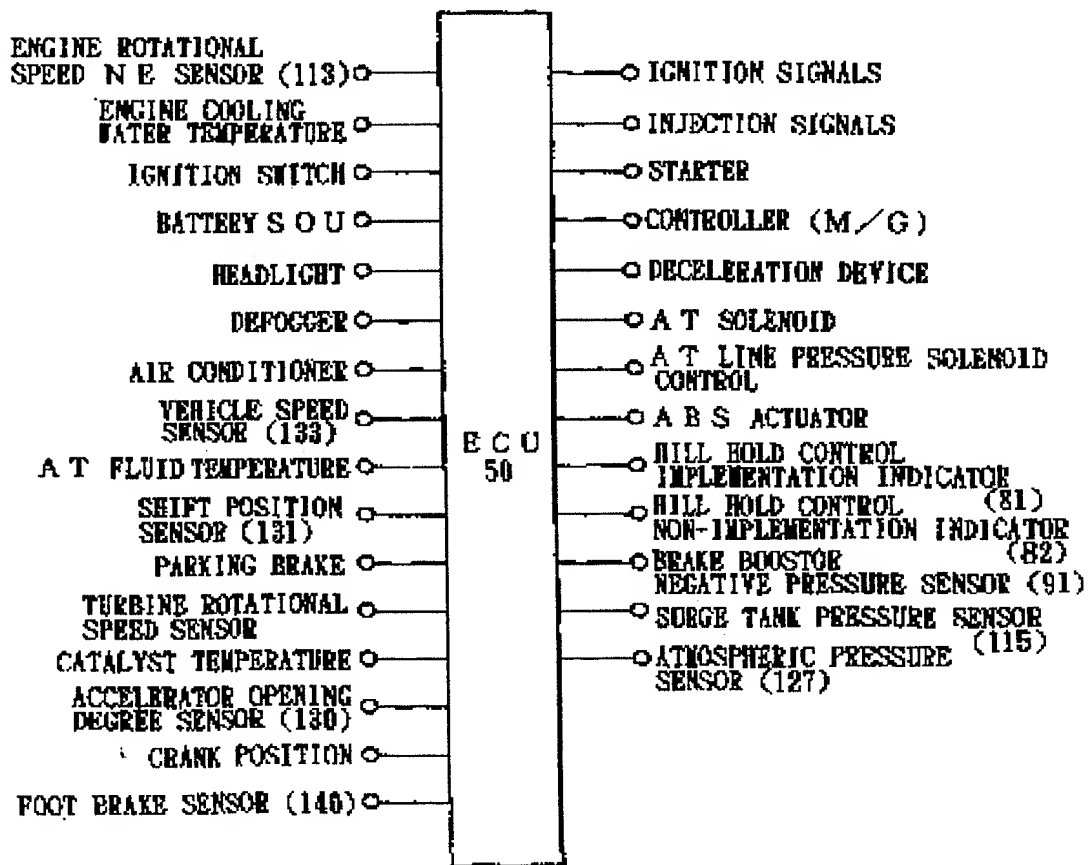 ENGINE ROTATIONAL
SPEED N E SENSOR (113)
ENGINE COOLING
WATER TEMPERATURE
IGNITION SWITCH
BATTERY S O U
HEADLIGHT
DEFOGGER
AIR CONDITIONER
VEHICLE SPEED
SENSOR (133)
A T FLUID TEMPERATURE
SHIFT POSITION
SENSOR (131)
PARKING BRAKE
TURBINE ROTATIONAL
SPEED SENSOR
CATALYST TEMPERATURE
ACCELERATOR OPENING
DEGREE SENSOR (130)
CRANK POSITION
FOOT BRAKE SENSOR (140)
E C U
50
IGNITION SIGNALS
INJECTION SIGNALS
STARTER
CONTROLLER (M/G)
DECELERATION DEVICE
A T SOLENOID
A T LINE PRESSURE SOLENOID
CONTROL
A B S ACTUATOR
HILL HOLD CONTROL
IMPLEMENTATION INDICATOR
(81)
HILL HOLD CONTROL
NON-IMPLEMENTATION INDICATOR
(82)
BRAKE BOOSTOR
NEGATIVE PRESSURE SENSOR (91)
SURGE TANK PRESSURE SENSOR
(115)
ATMOSPHERIC PRESSURE
SENSOR (127)